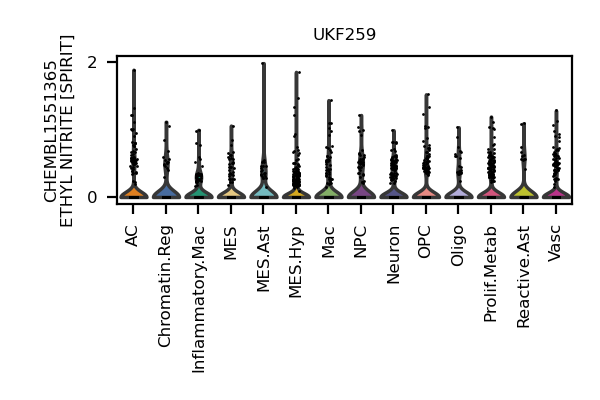 UKF259
CHEMBL1551365
ETHYL NITRITE [SPIRIT]
2
0
AC
Chromatin.Reg
Inflammatory.Mac
MES
MES.Ast
MES.Hyp
Mac
NPC
Neuron
OPC
Oligo
Prolif.Metab
Reactive.Ast
Vasc